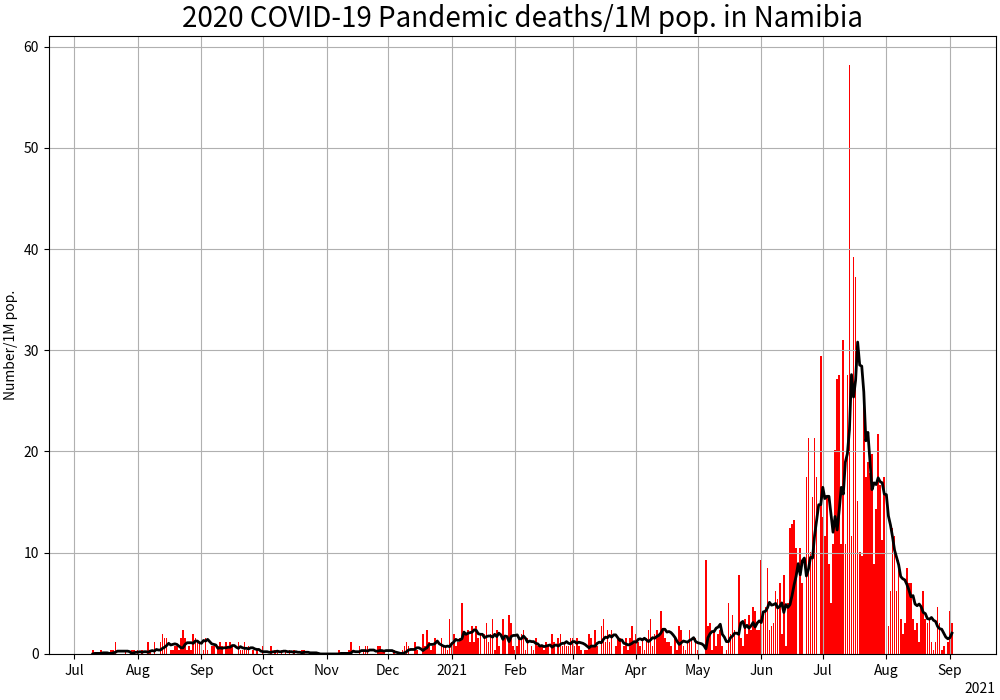 2020 COVID-19 Pandemic deaths/1M pop. in Namibia
Number/1M pop.
60
50
40
30
20
10
0
Jul Aug Sep Oct Nov Dec 2021 Feb Mar Apr May Jun Jul Aug Sep
2021